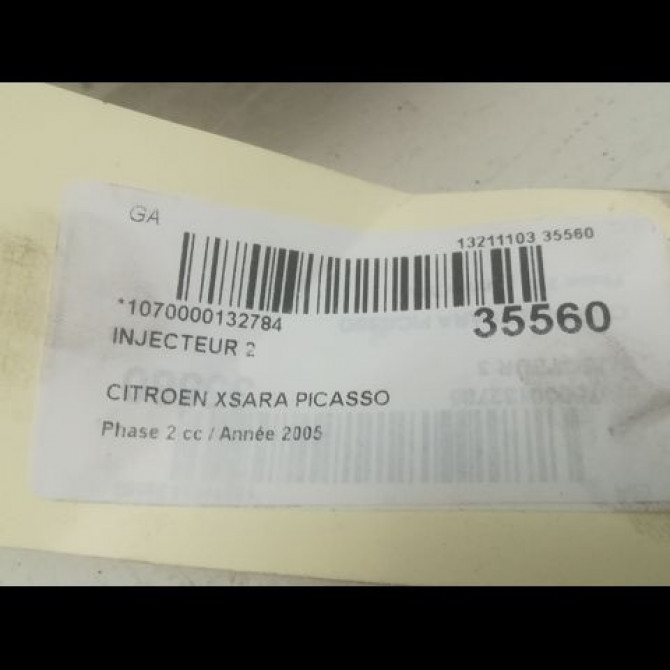 GA
13211103 35560
*1070000132784
35560
INJECTEUR 2
CITROEN XSARA PICASSO
Phase 2 cc / Année 2005